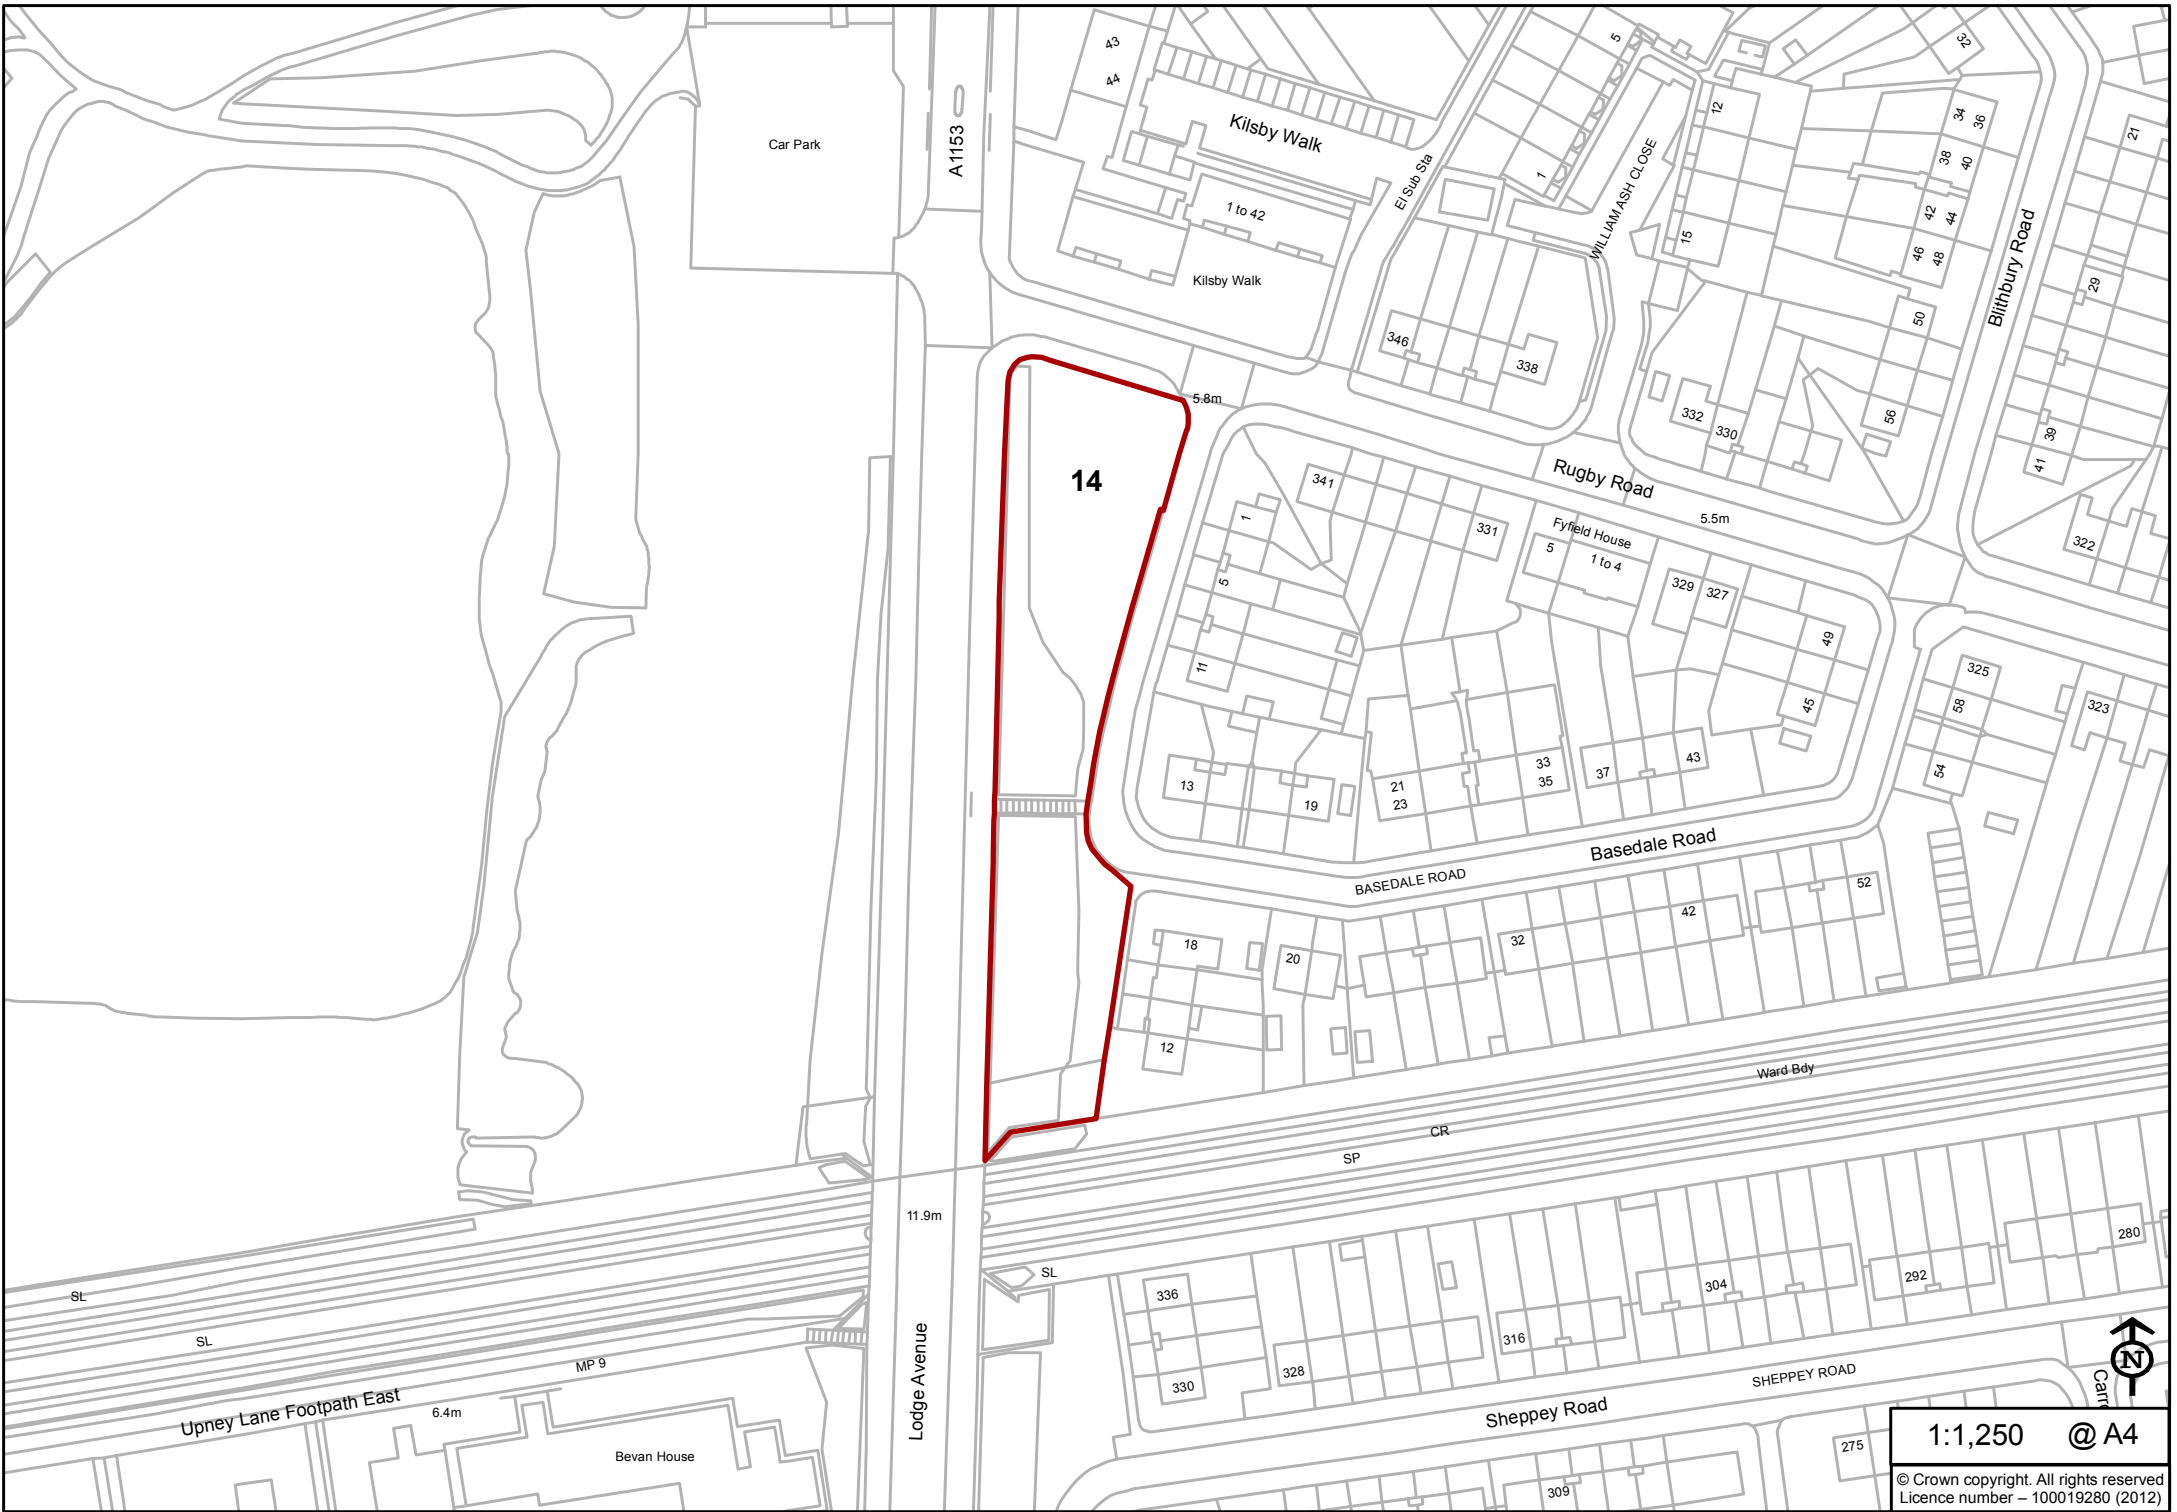 43
44
A1153
Car Park
Kilsby Walk
1 to 42
Kilsby Walk
El Sub Sta
5
1
WILLIAM ASH CLOSE
12
15
32
34
36
38
40
42
44
46
48
50
56
Blithbury Road
21
29
39
41
346
338
332
330
5.8m
14
Rugby Road
5.5m
322
341
331
Fyfield House
5
1 to 4
329
327
49
45
1
5
11
13
19
21
23
33
35
37
43
325
58
54
323
Basedale Road
BASEDALE ROAD
18
12
20
32
42
52
Ward Bdy
CR
SP
11.9m
SL
SL
SL
MP 9
Upney Lane Footpath East
6.4m
Bevan House
Lodge Avenue
336
330
328
316
304
292
280
Sheppey Road
SHEPPEY ROAD
309
275
Carr
N
1:1,250 @ A4
© Crown copyright. All rights reserved
Licence number – 100019280 (2012)